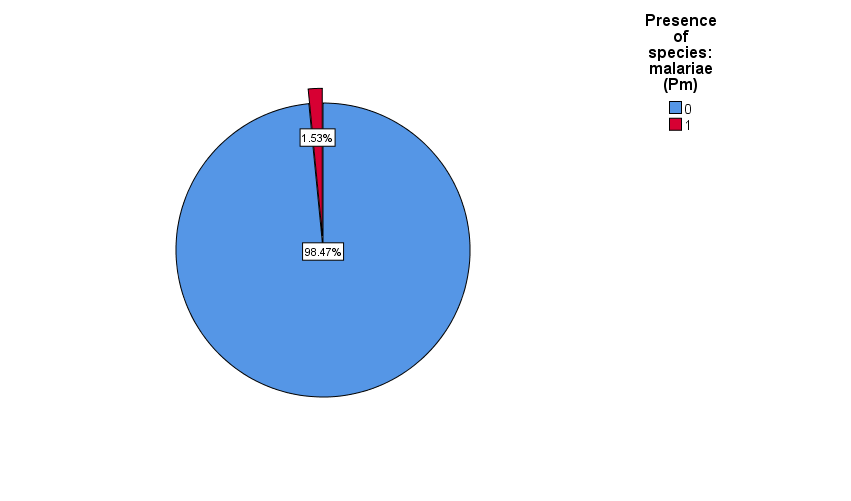 Presence
of
species:
malariae
(Pm)
0
1
1.53%
98.47%